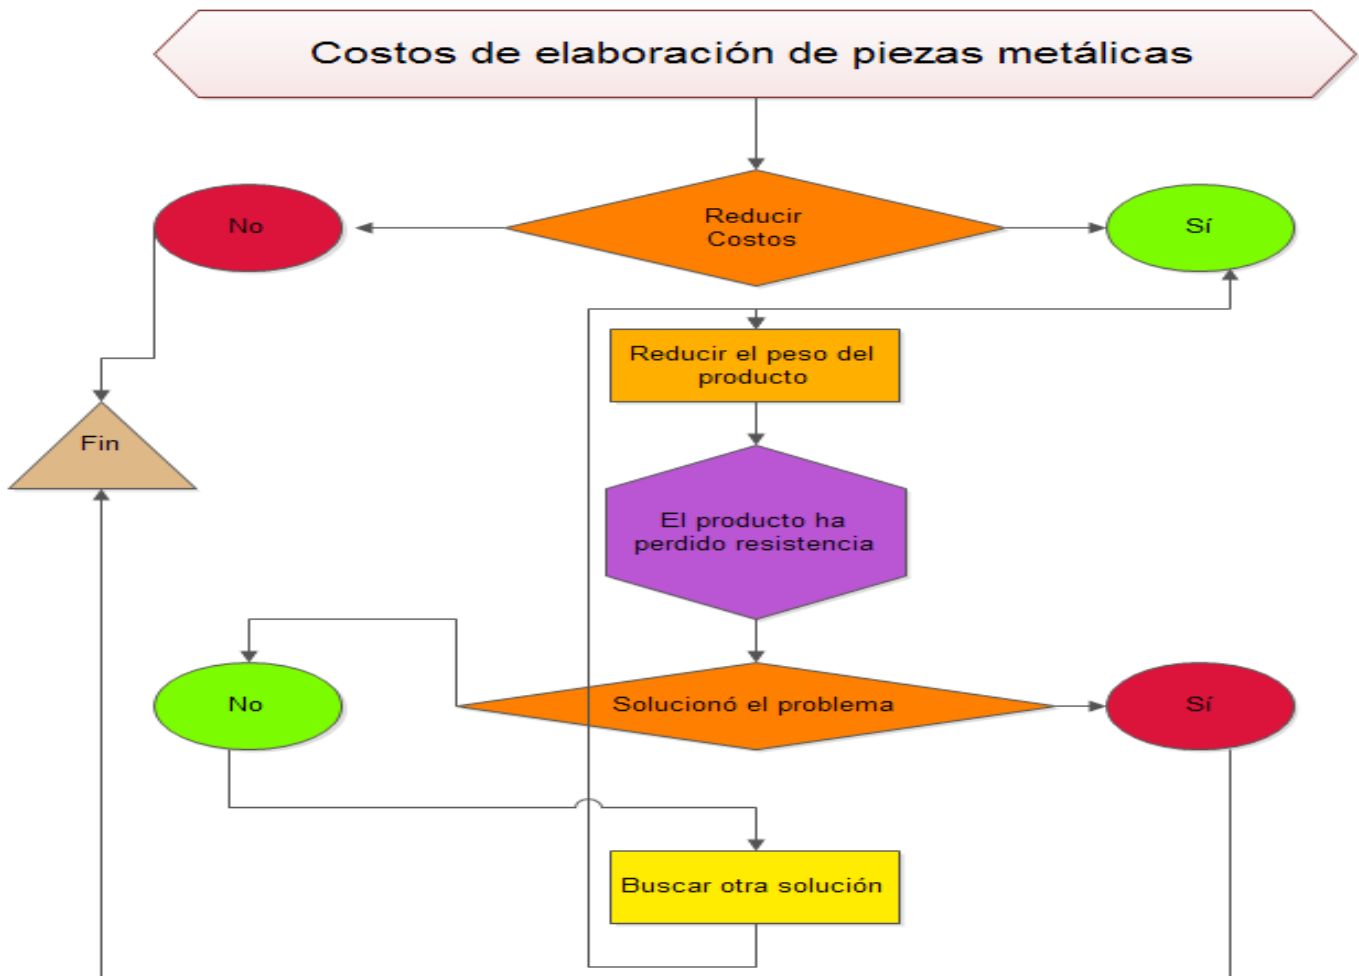 Costos de elaboración de piezas metálicas
No
Reducir
Costos
Sí
Reducir el peso del
producto
Fin
El producto ha
perdido resistencia
No
Solucionó el problema
Sí
Buscar otra solución